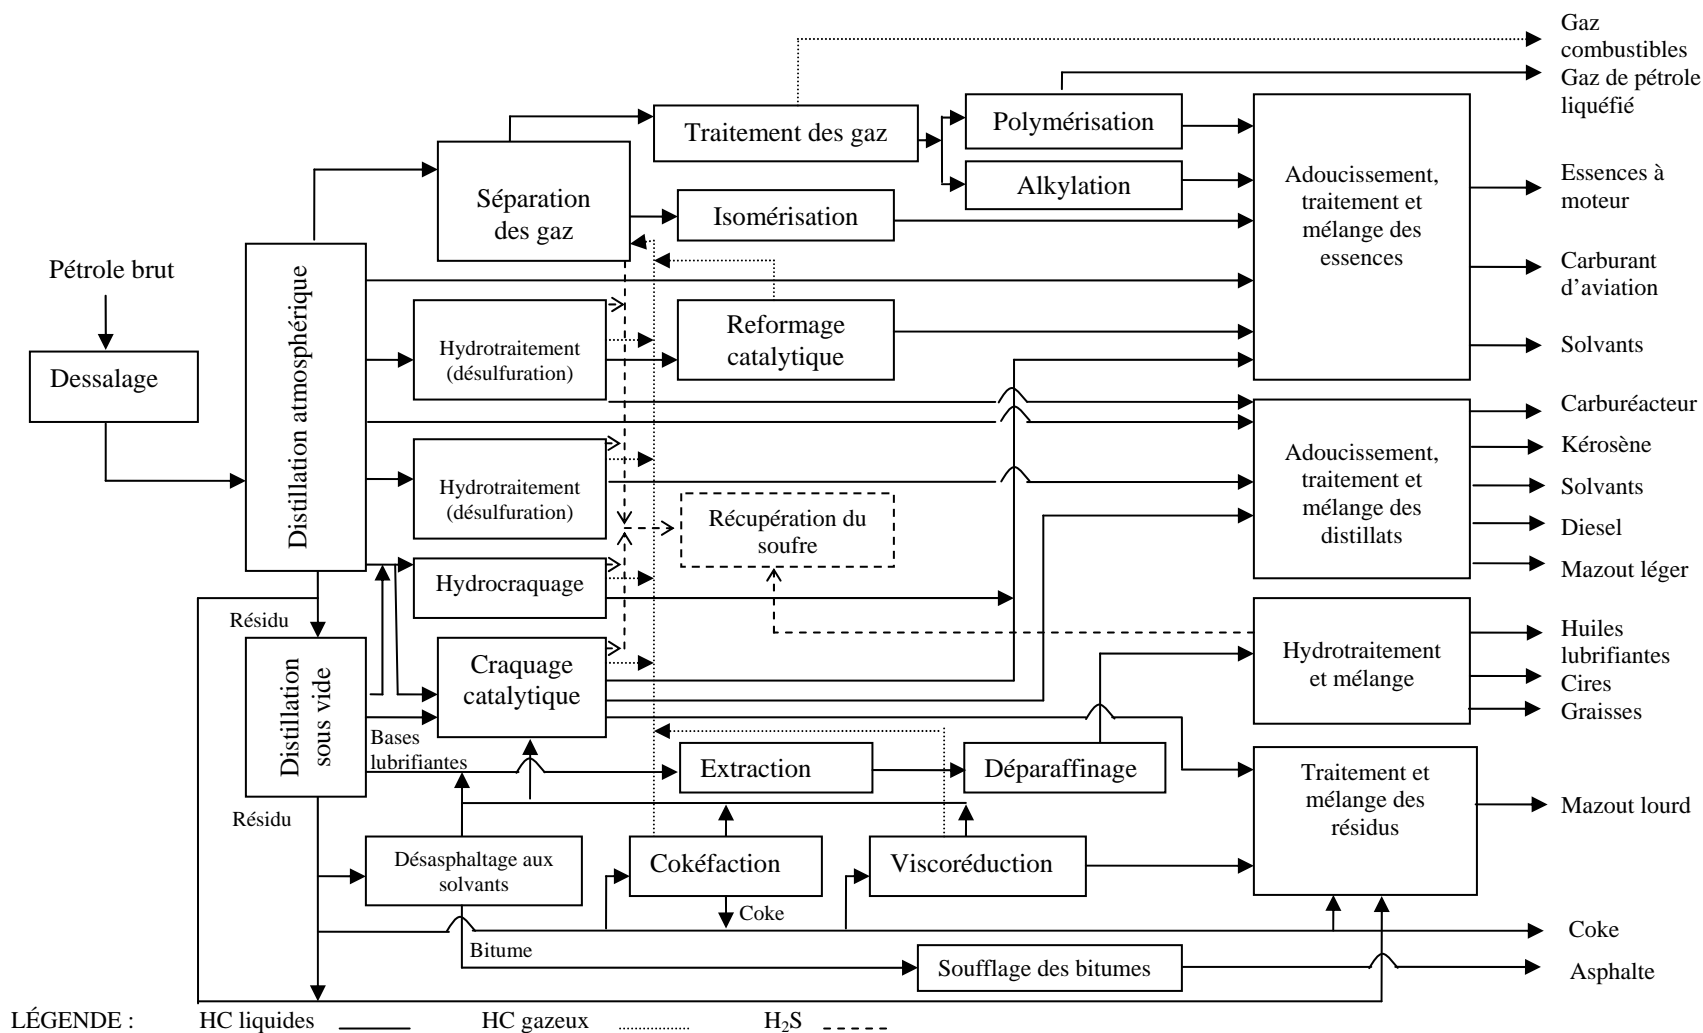 Gaz
combustibles
Gaz de pétrole
liquéfié
Polymérisation
Traitement des gaz
Alkylation
Adoucissement,
traitement et
mélange des
essences
Essences à
moteur
Séparation
des gaz
Isomérisation
Pétrole brut
Carburant
d’aviation
Distillation atmosphérique
Reformage
catalytique
Hydrotraitement
(désulfuration)
Solvants
Dessalage
Carburéacteur
Kérosène
Adoucissement,
traitement et
mélange des
distillats
Solvants
Hydrotraitement
(désulfuration)
Récupération du
soufre
Diesel
Mazout léger
Hydrocraquage
Résidu
Huiles
lubrifiantes
Hydrotraitement
et mélange
Cires
Graisses
Craquage
catalytique
Distillation
sous vide
Bases
lubrifiantes
Extraction
Déparaffinage
Traitement et
mélange des
résidus
Mazout lourd
Résidu
Désasphaltage aux
solvants
Cokéfaction
Viscoréduction
Coke
Coke
Bitume
Soufflage des bitumes
Asphalte
LÉGENDE : HC liquides HC gazeux H2S